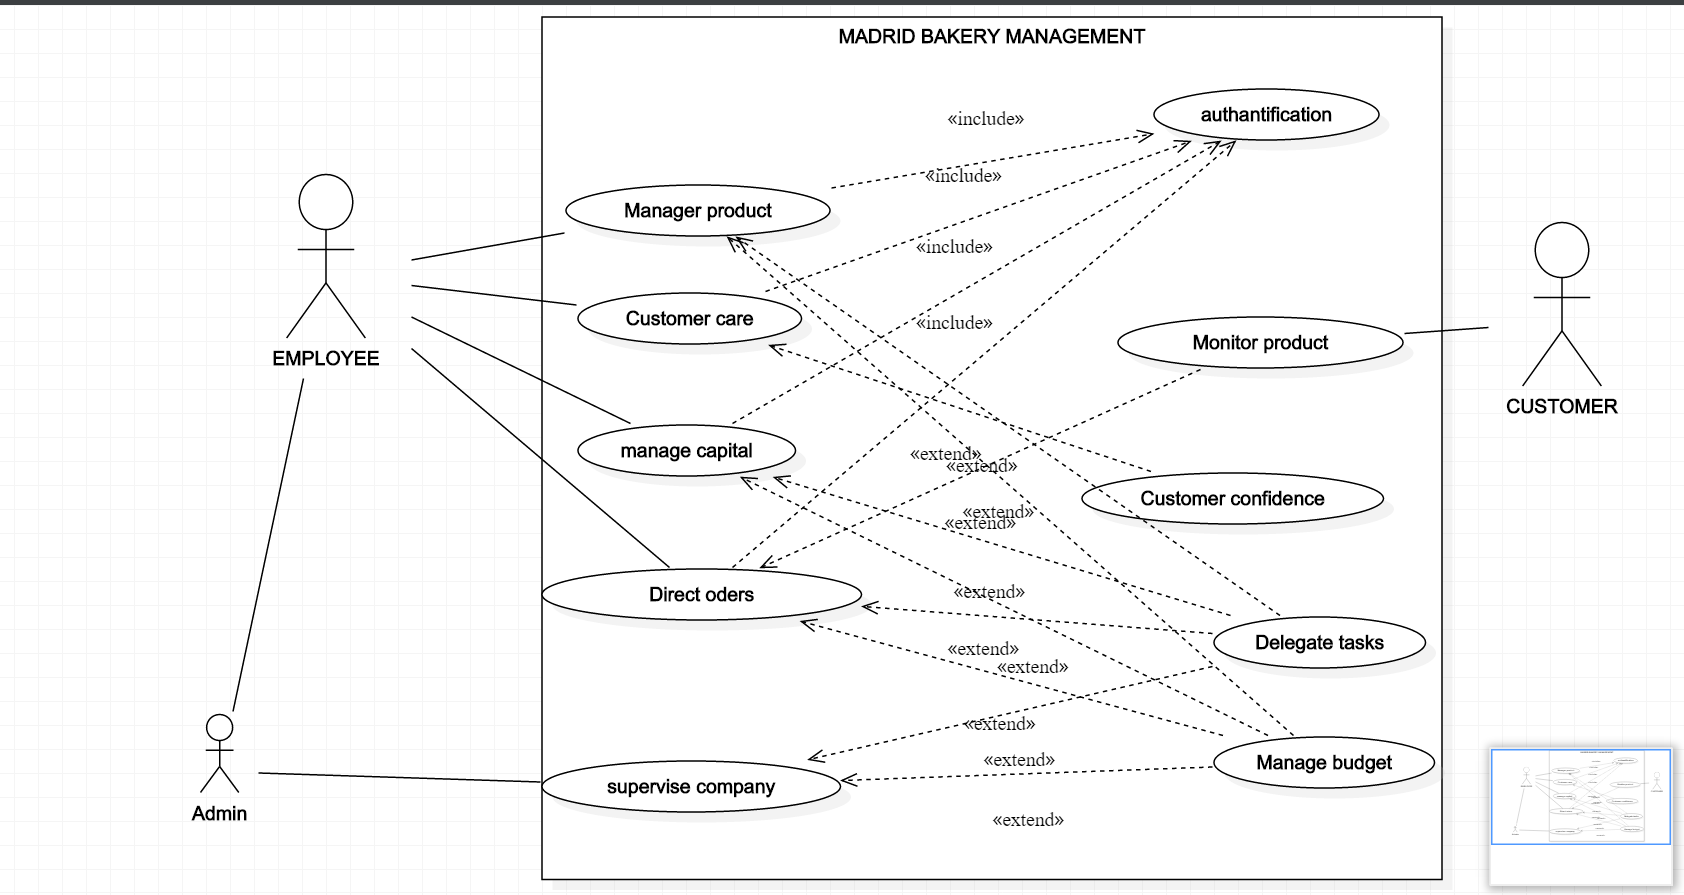 MADRID BAKERY MANAGEMENT
«include»
authantification
«include»
Manager product
«include»
Customer care
«include»
Monitor product
EMPLOYEE
CUSTOMER
manage capital
«extend»
«extend»
Customer confidence
«extend»
«extend»
Direct oders
«extend»
Delegate tasks
«extend»
«extend»
«extend»
Manage budget
«extend»
supervise company
Admin
«extend»